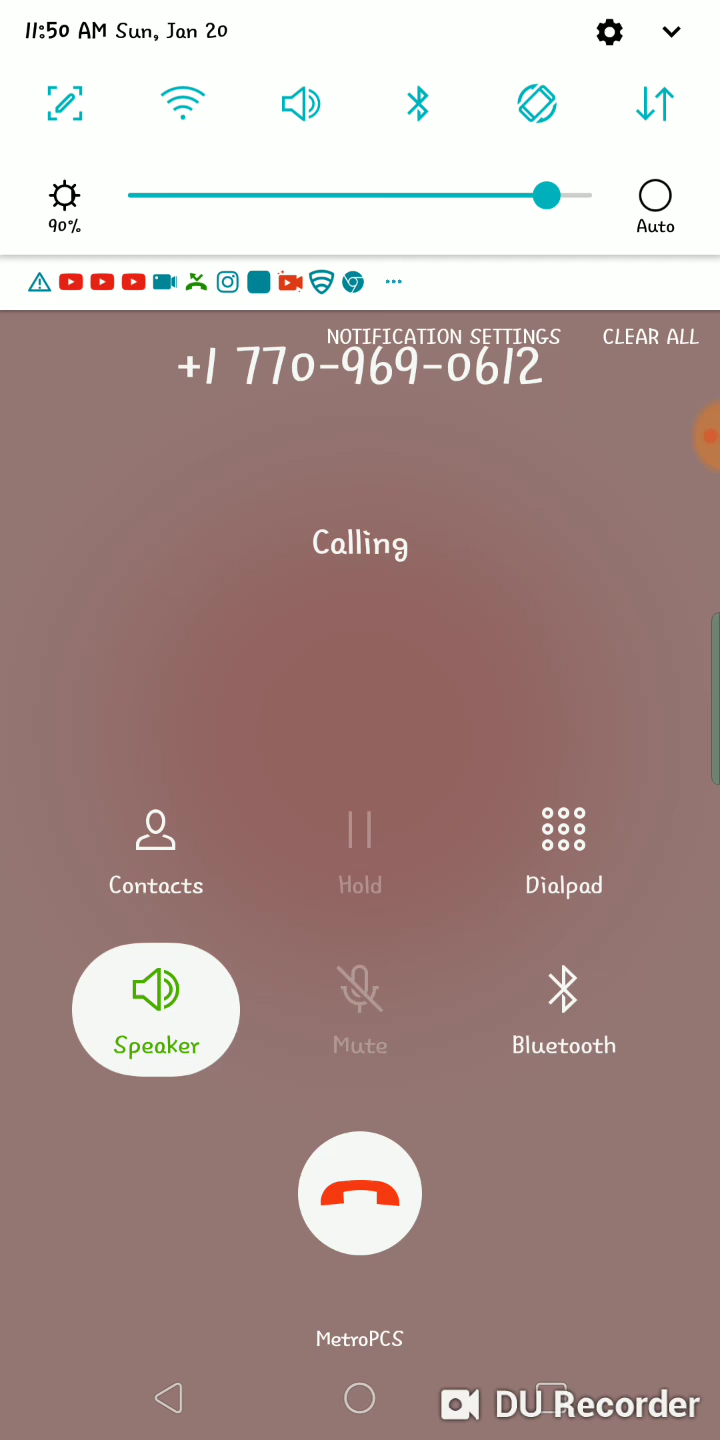 11:50 AM Sun, Jan 20
90%
Auto
NOTIFICATION SETTINGS CLEAR ALL
+1 770-969-0612
Calling
Contacts Hold Dialpad
Speaker Mute Bluetooth
MetroPCS
DU Recorder